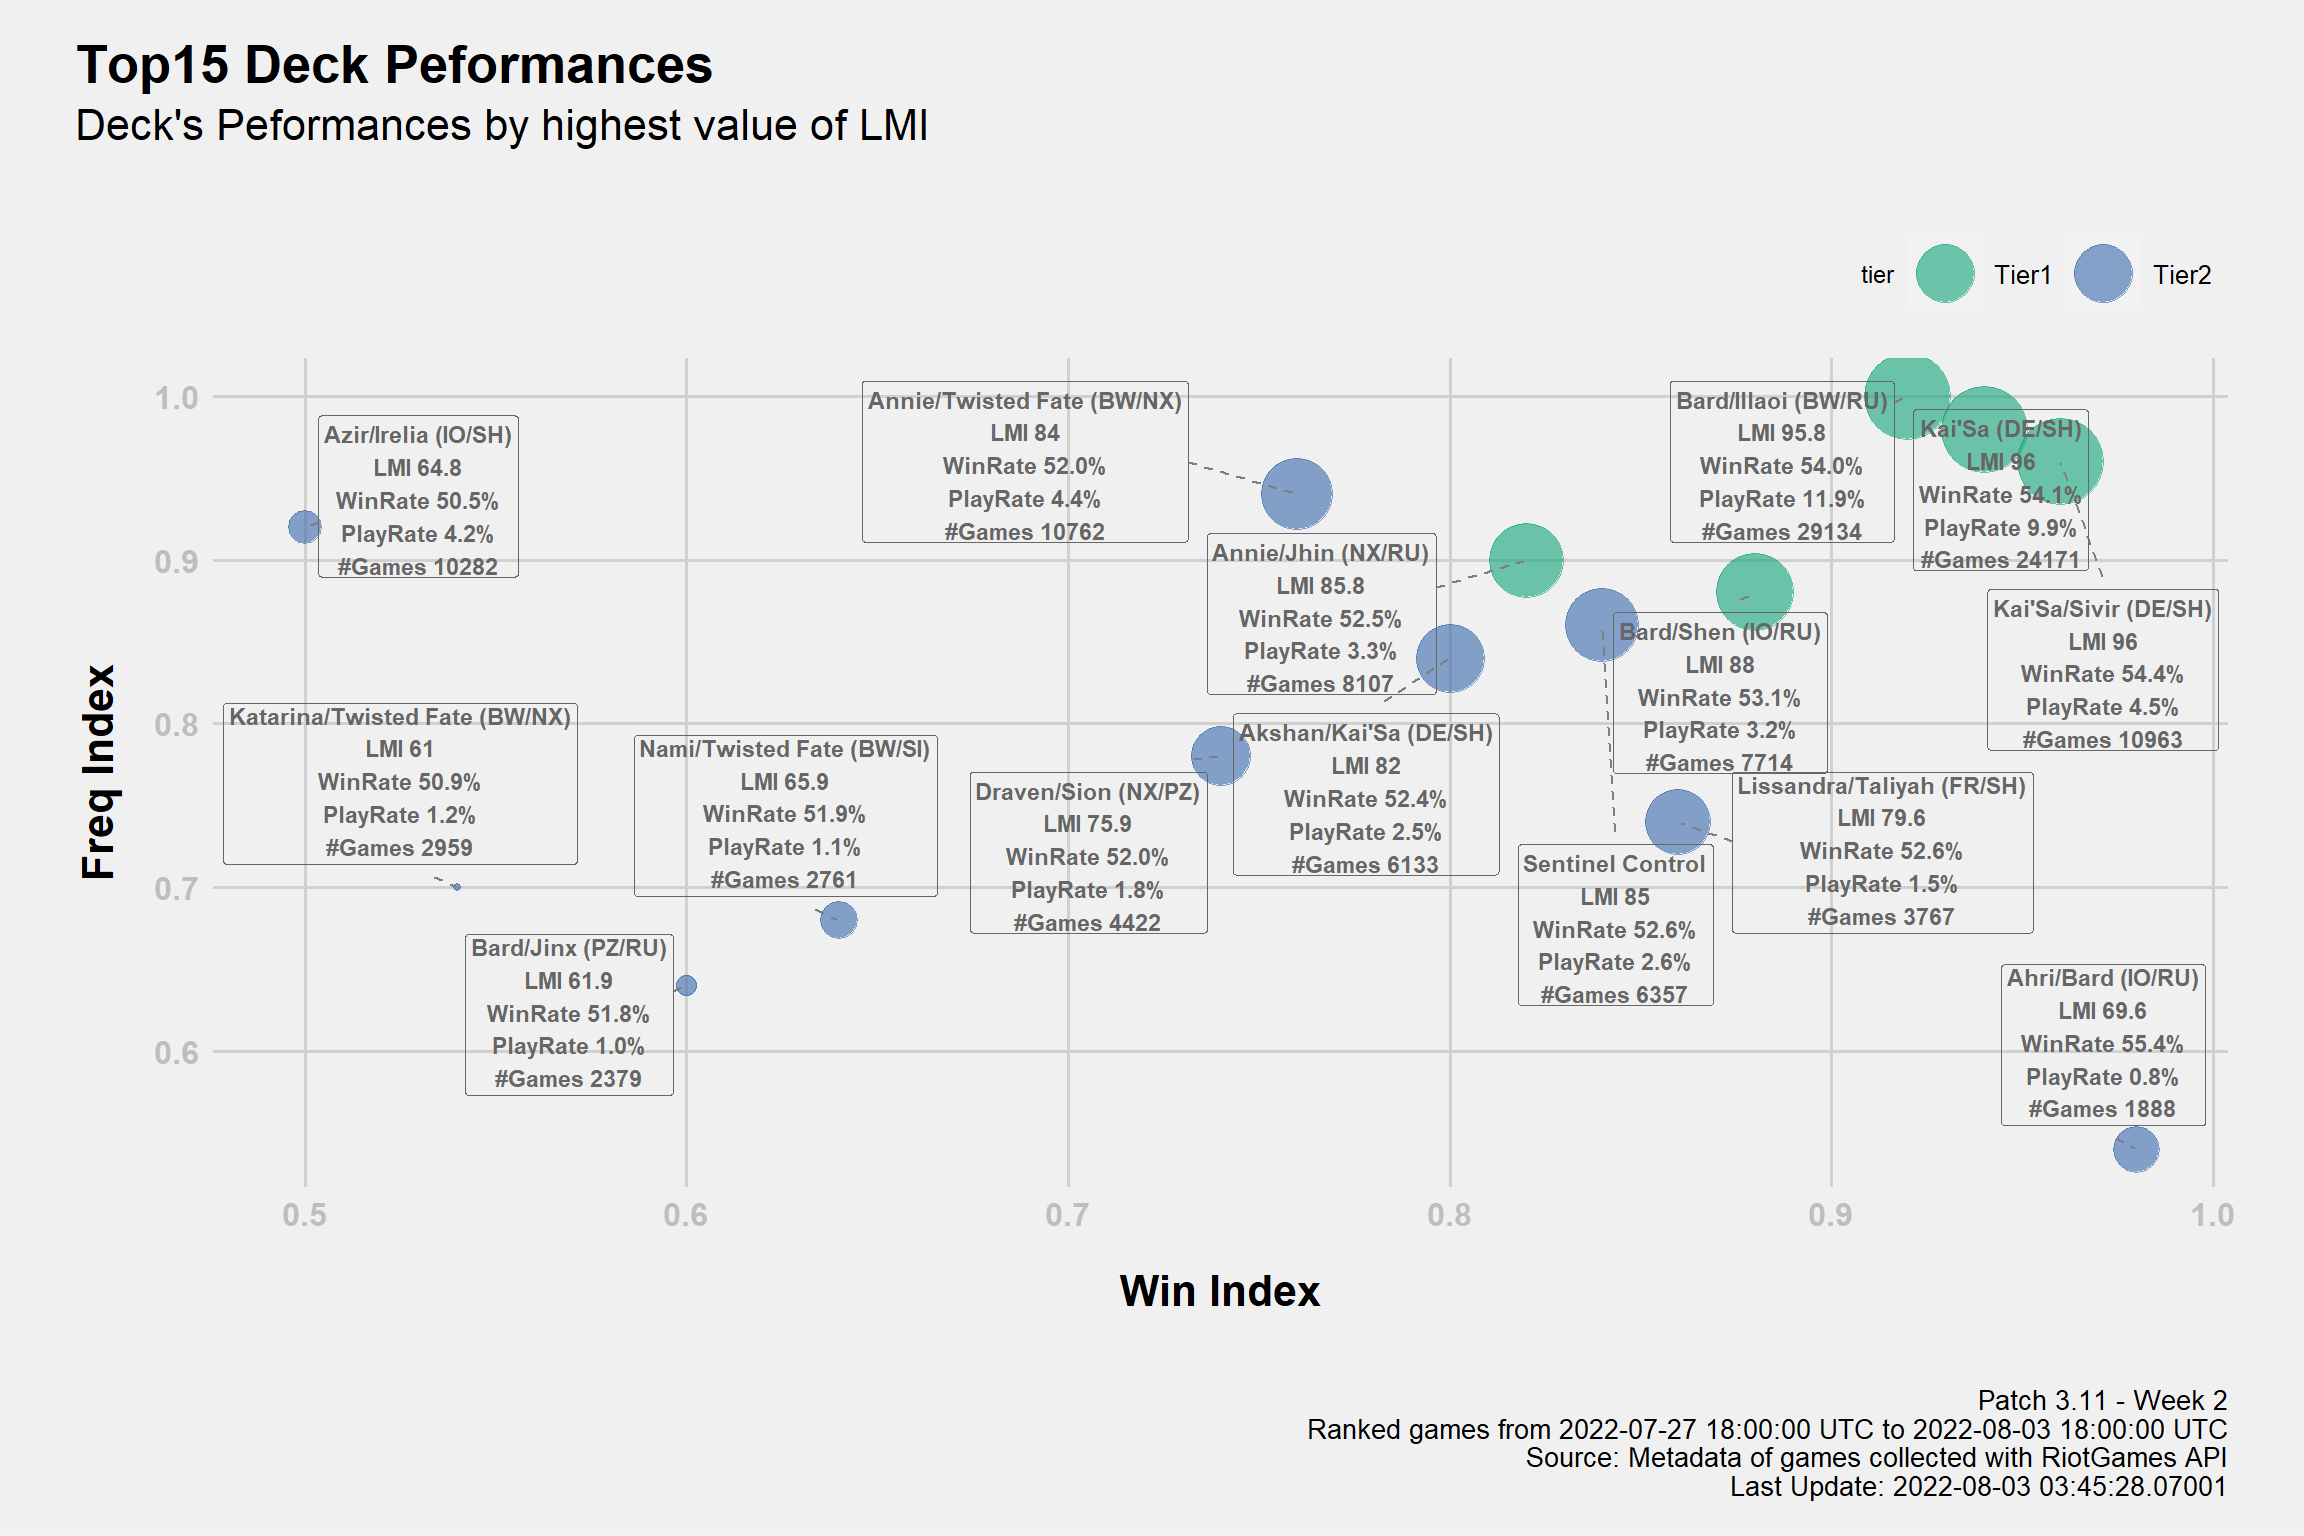 Top15 Deck Peformances
Deck's Peformances by highest value of LMI
tier
Tier1
Tier2
Freq Index
1.0
0.9
0.8
0.7
0.6
Azir/Irelia (IO/SH)
LMI 64.8
WinRate 50.5%
PlayRate 4.2%
#Games 10282
Annie/Twisted Fate (BW/NX)
LMI 84
WinRate 52.0%
PlayRate 4.4%
#Games 10762
Bard/Illaoi (BW/RU)
LMI 95.8
WinRate 54.0%
PlayRate 11.9%
#Games 29134
Kai'Sa (DE/SH)
LMI 96
WinRate 54.1%
PlayRate 9.9%
#Games 24171
Annie/Jhin (NX/RU)
LMI 85.8
WinRate 52.5%
PlayRate 3.3%
#Games 8107
Bard/Shen (IO/RU)
LMI 88
WinRate 53.1%
PlayRate 3.2%
#Games 7714
Kai'Sa/Sivir (DE/SH)
LMI 96
WinRate 54.4%
PlayRate 4.5%
#Games 10963
Katarina/Twisted Fate (BW/NX)
LMI 61
WinRate 50.9%
PlayRate 1.2%
#Games 2959
Nami/Twisted Fate (BW/SI)
LMI 65.9
WinRate 51.9%
PlayRate 1.1%
#Games 2761
Draven/Sion (NX/PZ)
LMI 75.9
WinRate 52.0%
PlayRate 1.8%
#Games 4422
Akshan/Kai'Sa (DE/SH)
LMI 82
WinRate 52.4%
PlayRate 2.5%
#Games 6133
Sentinel Control
LMI 85
WinRate 52.6%
PlayRate 2.6%
#Games 6357
Lissandra/Taliyah (FR/SH)
LMI 79.6
WinRate 52.6%
PlayRate 1.5%
#Games 3767
Bard/Jinx (PZ/RU)
LMI 61.9
WinRate 51.8%
PlayRate 1.0%
#Games 2379
Ahri/Bard (IO/RU)
LMI 69.6
WinRate 55.4%
PlayRate 0.8%
#Games 1888
0.5
0.6
0.7
0.8
0.9
1.0
Win Index
Patch 3.11 - Week 2
Ranked games from 2022-07-27 18:00:00 UTC to 2022-08-03 18:00:00 UTC
Source: Metadata of games collected with RiotGames API
Last Update: 2022-08-03 03:45:28.07001